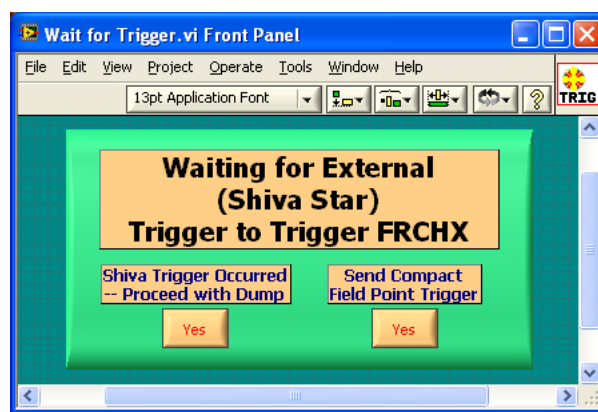 Wait for Trigger.vi Front Panel
File Edit View Project Operate Tools Window Help
13pt Application Font
TRIG
Waiting for External
(Shiva Star)
Trigger to Trigger FRCHX
Shiva Trigger Occurred
-- Proceed with Dump
Send Compact
Field Point Trigger
Yes
Yes